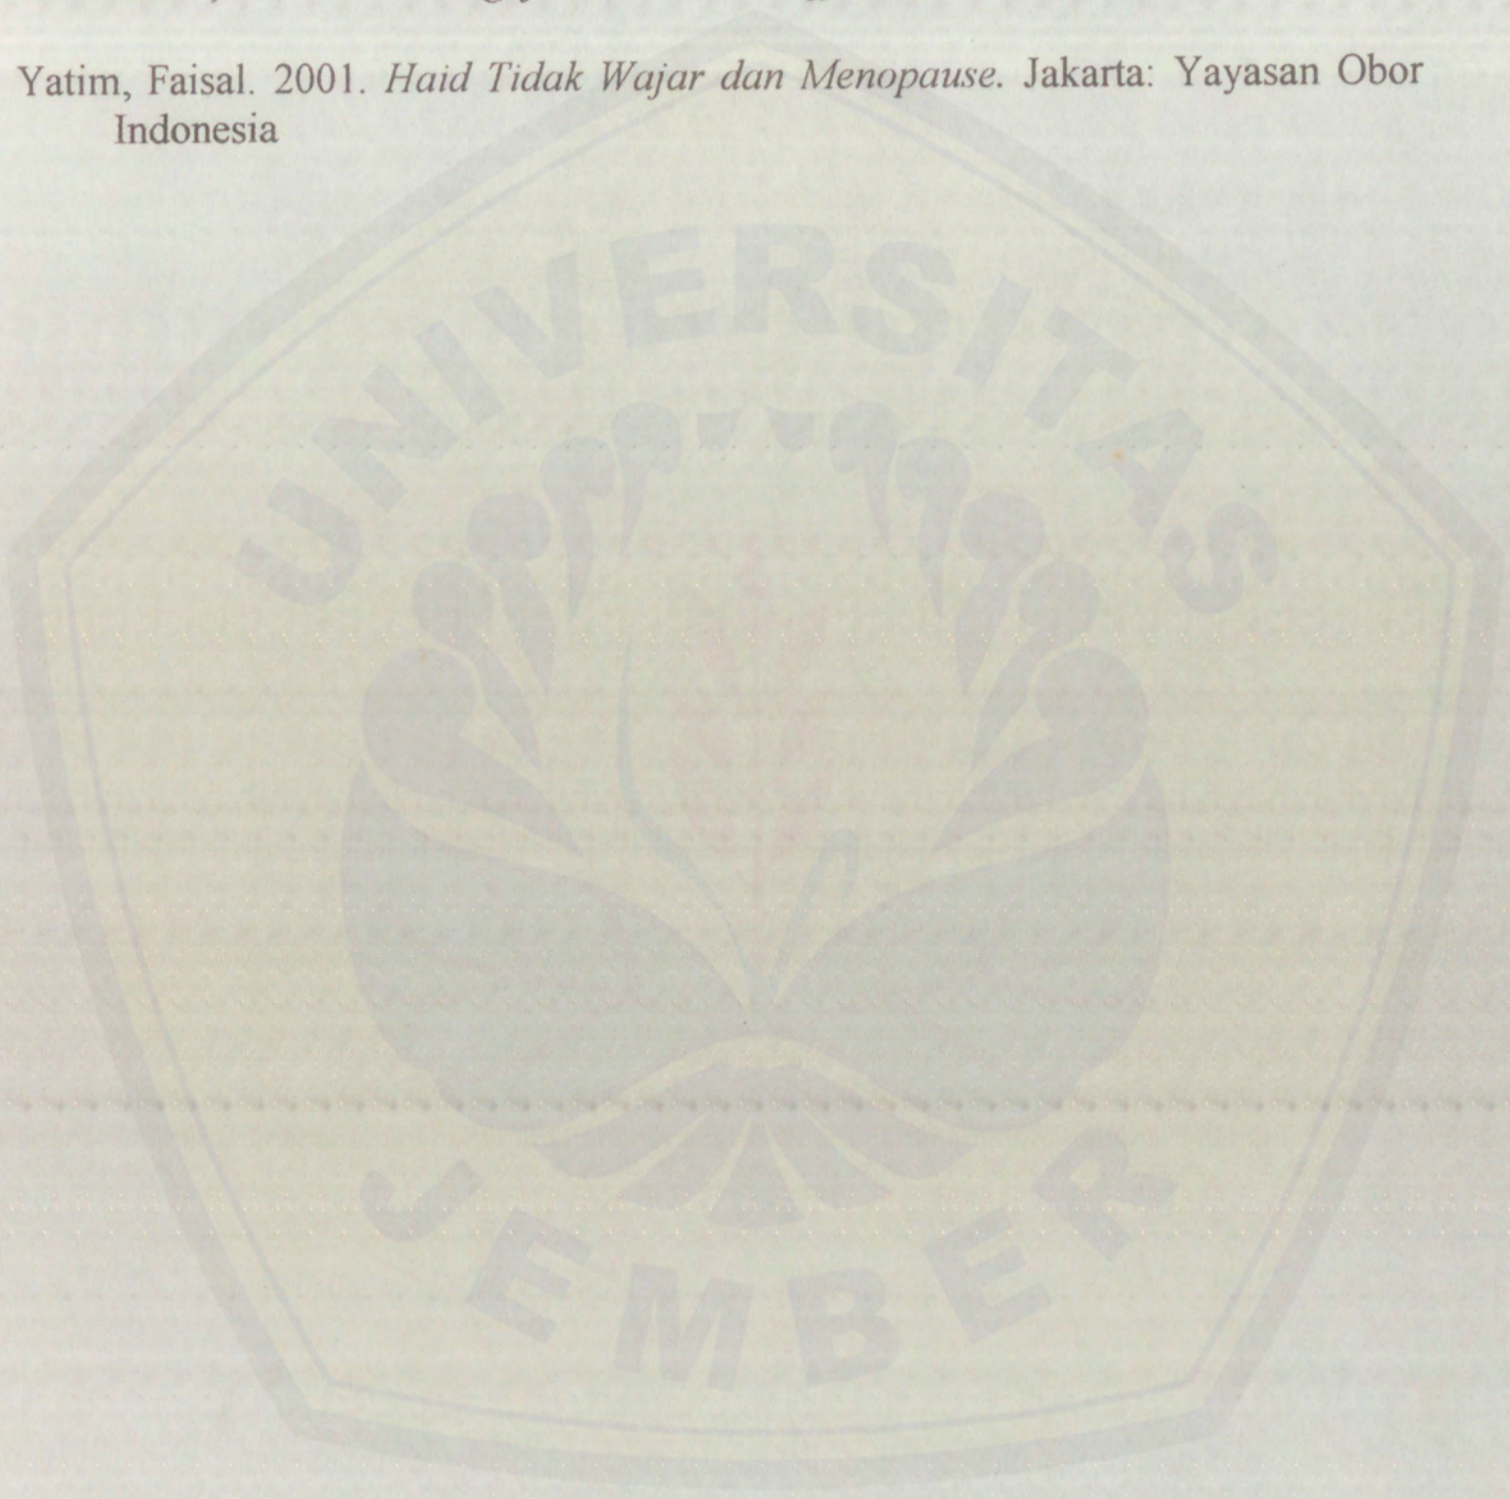 Yatim, Faisal. 2001. Haid Tidak Wajar dan Menopause. Jakarta: Yayasan Obor
Indonesia
UNIVERSITAS
JEMBER